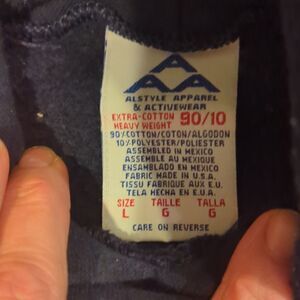 AAA
ALSTYLE APPAREL
& ACTIVEWEAR
EXTRA-COTTON 90/10
HEAVY WEIGHT
90%COTTON/COTON/ALGODON
10%POLYESTER/POLIESTER
ASSEMBLED IN MEXICO
ASSEMBLE AU MEXIQUE
ENSAMBLADO EN MEXICO
FABRIC MADE IN U.S.A.
TISSU FABRIQUE AUX E.U.
TELA HECHA EN E.U.A.
SIZE TAILLE TALLA
L G G
CARE ON REVERSE